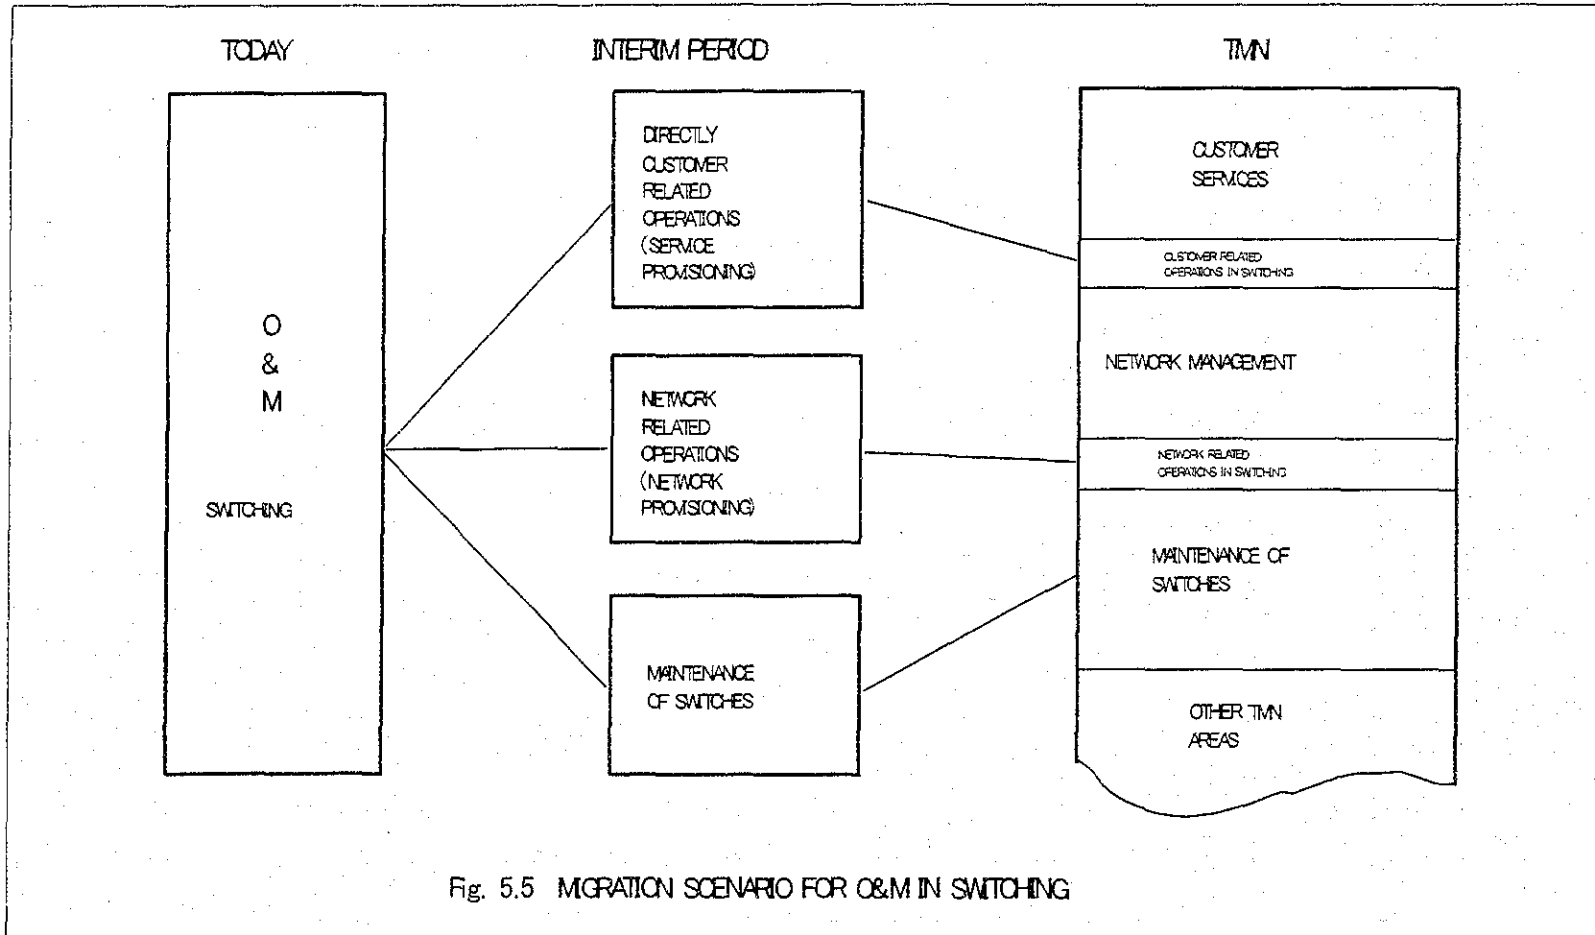 TODAY
INTERIM PERIOD
TMN
O
&
M
SWITCHING
DIRECTLY
CUSTOMER
RELATED
OPERATIONS
(SERVICE
PROVISIONING)
NETWORK
RELATED
OPERATIONS
(NETWORK
PROVISIONING)
MAINTENANCE
OF SWITCHES
CUSTOMER
SERVICES
CUSTOMER RELATED
OPERATIONS IN SWITCHING
NETWORK MANAGEMENT
NETWORK RELATED
OPERATIONS IN SWITCHING
MAINTENANCE OF
SWITCHES
OTHER TMN
AREAS
Fig. 5.5 MIGRATION SCENARIO FOR O&M IN SWITCHING